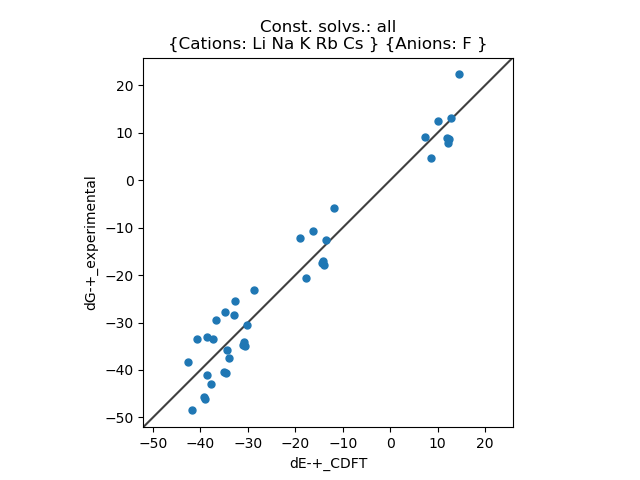 Const. solvs.: all
{Cations: Li Na K Rb Cs } {Anions: F }
20
10
0
−10
−20
−30
−40
−50
dG-+_experimental
−50 −40 −30 −20 −10 0 10 20
dE-+_CDFT